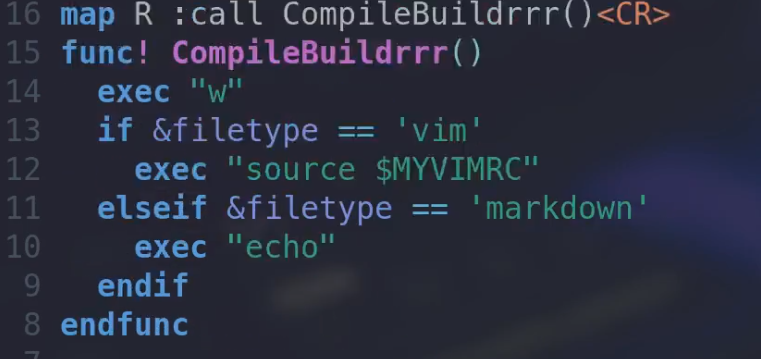 16 map R :call CompileBuildrrr()<CR>
15 func! CompileBuildrrr()
14   exec "w"
13   if &filetype == 'vim'
12     exec "source $MYVIMRC"
11   elseif &filetype == 'markdown'
10     exec "echo"
 9   endif
 8 endfunc